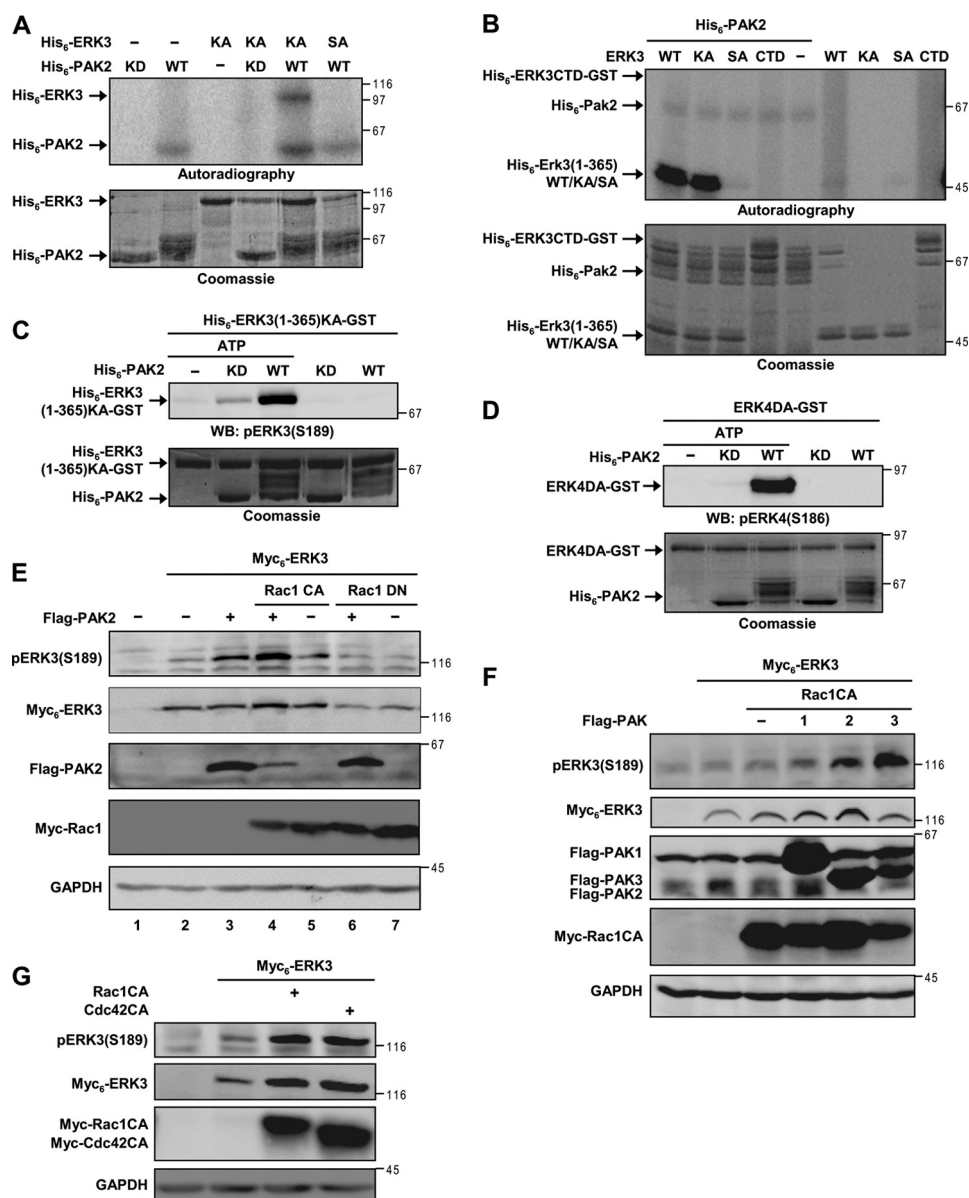 A
His6-ERK3 – – KA KA KA SA
His6-PAK2 KD WT – KD WT WT
116
His6-ERK3
97
67
His6-PAK2
Autoradiography
116
His6-ERK3
97
67
His6-PAK2
Coomassie
B
His6-PAK2
ERK3 WT KA SA CTD – WT KA SA CTD
His6-ERK3CTD-GST
67
His6-Pak2
His6-Erk3(1-365)
WT/KA/SA
45
Autoradiography
His6-ERK3CTD-GST
67
His6-Pak2
His6-Erk3(1-365)
WT/KA/SA
45
Coomassie
C
His6-ERK3(1-365)KA-GST
ATP
His6-PAK2 – KD WT KD WT
His6-ERK3
(1-365)KA-GST
67
WB: pERK3(S189)
His6-ERK3
(1-365)KA-GST
67
His6-PAK2
Coomassie
D
ERK4DA-GST
ATP
His6-PAK2 – KD WT KD WT
97
ERK4DA-GST
WB: pERK4(S186)
97
ERK4DA-GST
67
His6-PAK2
Coomassie
E
Myc6-ERK3
Rac1 CA Rac1 DN
Flag-PAK2 – – + + – + –
pERK3(S189)
116
Myc6-ERK3
116
67
Flag-PAK2
Myc-Rac1
45
GAPDH
1 2 3 4 5 6 7
F
Myc6-ERK3
Rac1CA
Flag-PAK – 1 2 3
pERK3(S189)
116
Myc6-ERK3
116
67
Flag-PAK1
Flag-PAK3
Flag-PAK2
Myc-Rac1CA
45
GAPDH
G
Myc6-ERK3
Rac1CA +
Cdc42CA +
pERK3(S189)
116
Myc6-ERK3
116
Myc-Rac1CA
Myc-Cdc42CA
45
GAPDH